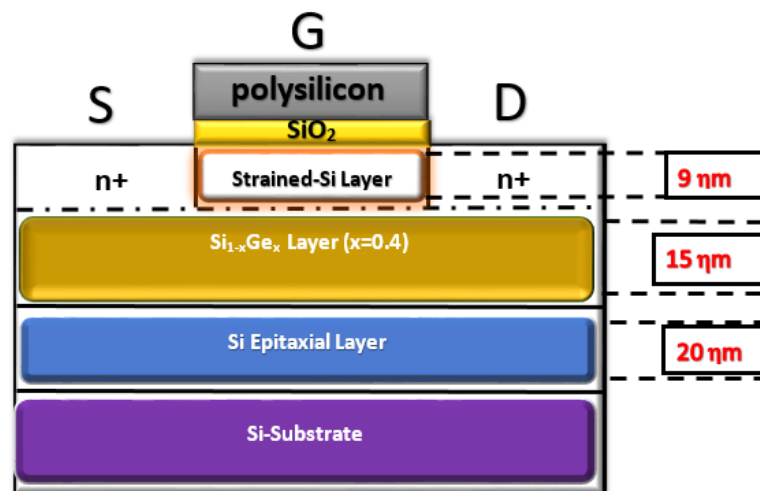 G
S
polysilicon
D
SiO₂
n+
Strained-Si Layer
n+
9 ηm
Si₁₋ₓGeₓ Layer (x=0.4)
15 ηm
Si Epitaxial Layer
20 ηm
Si-Substrate